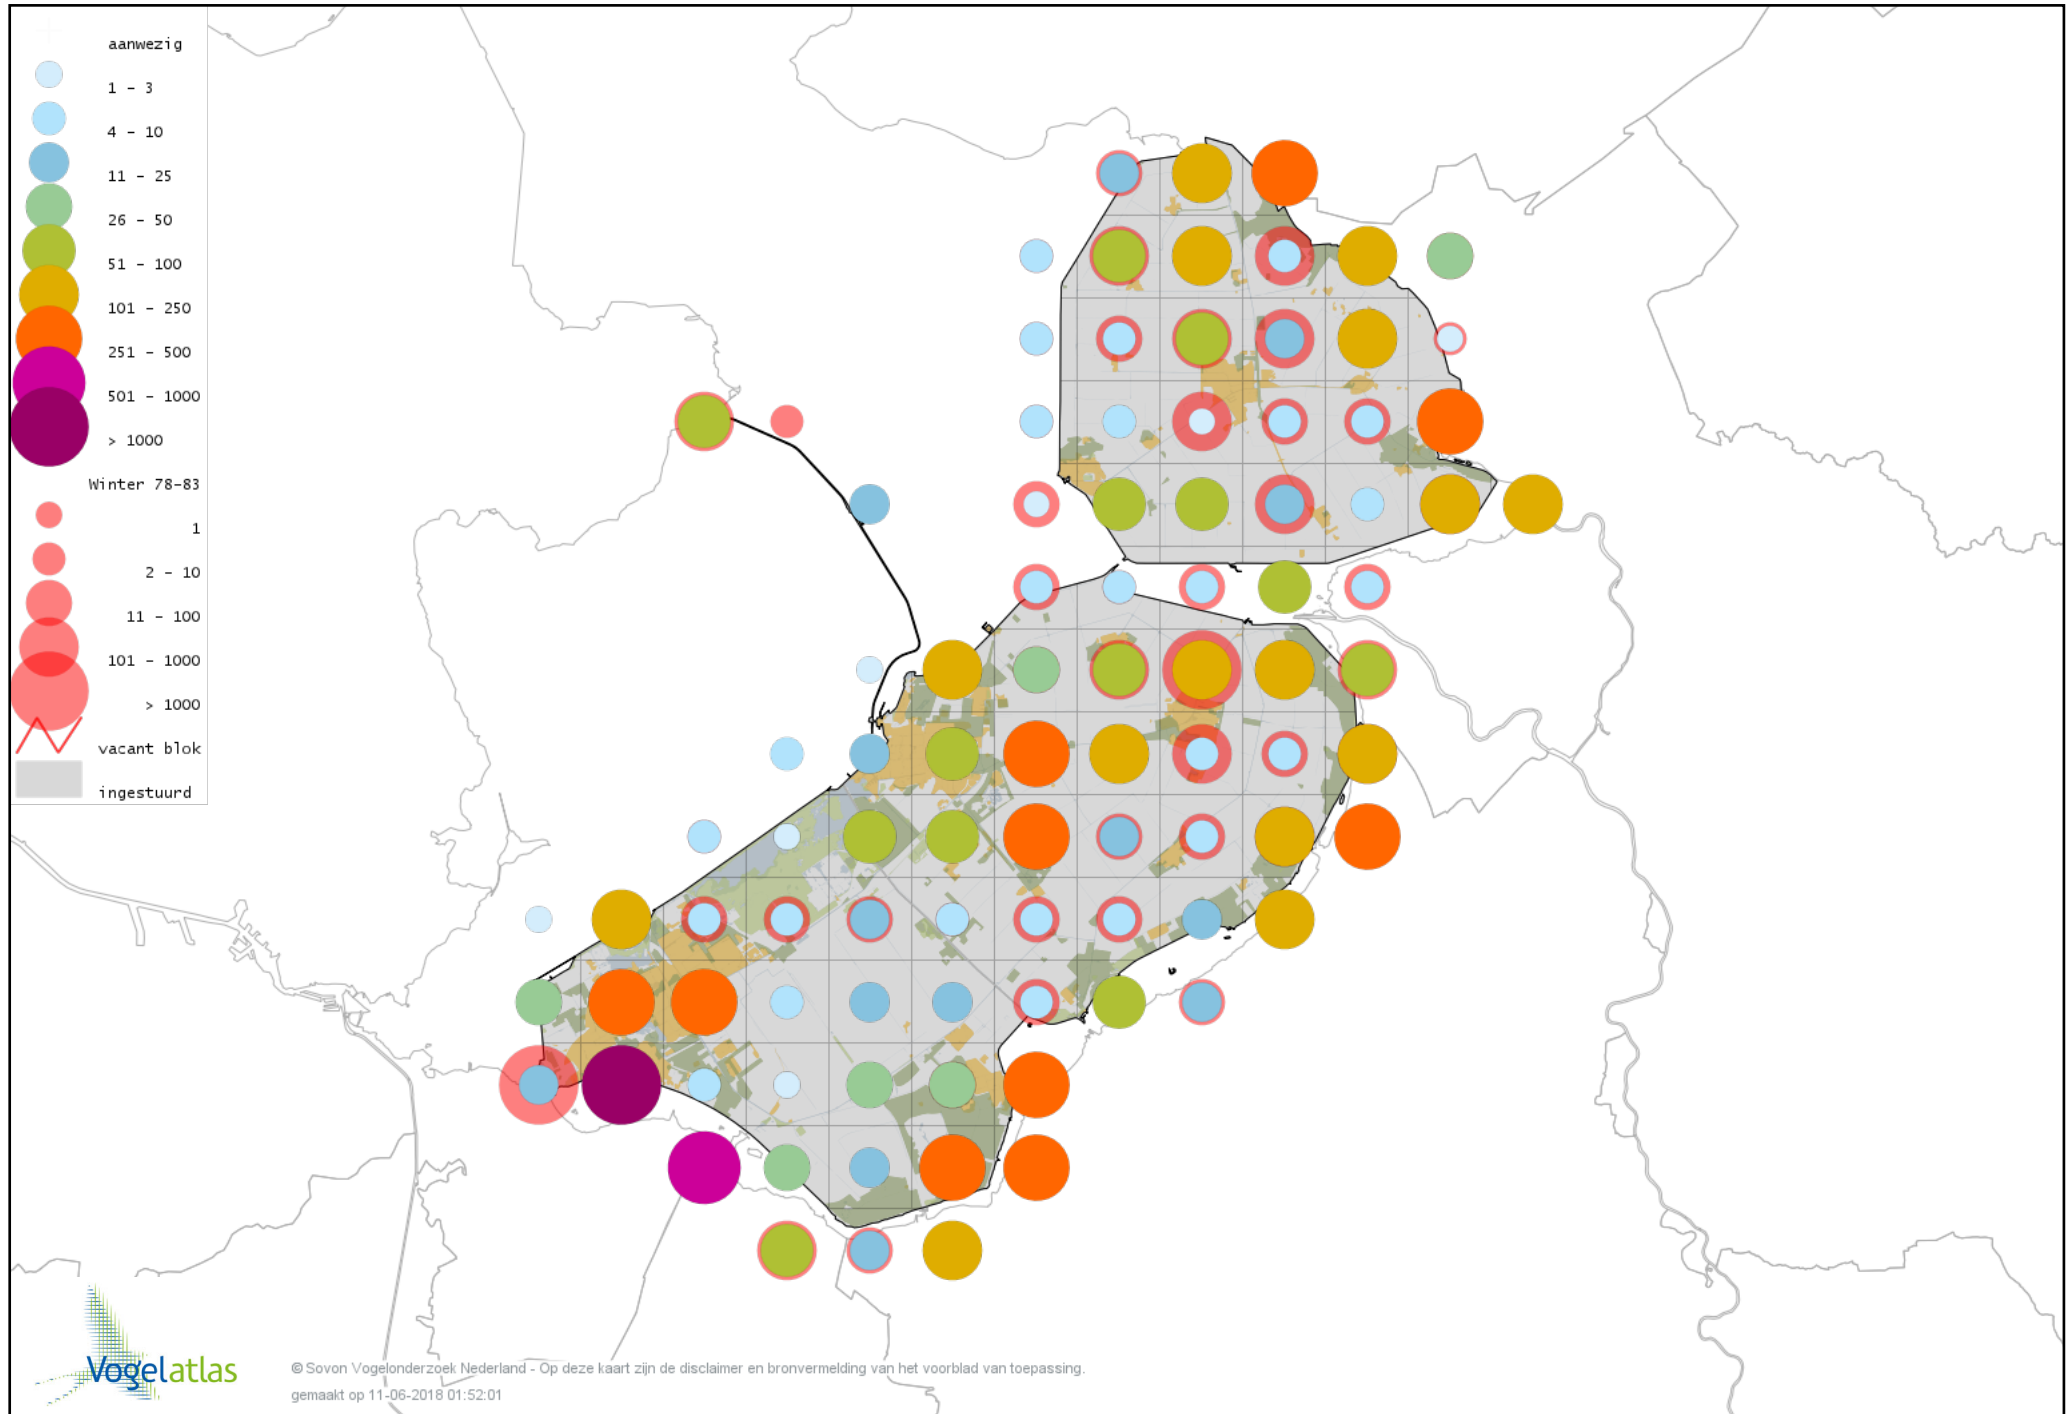 aanwezig
1 - 3
4 - 10
11 - 25
26 - 50
51 - 100
101 - 250
251 - 500
501 - 1000
> 1000
Winter 78-83
1
2 - 10
11 - 100
101 - 1000
> 1000
vacant blok
ingestuurd
Vogelatlas
© Sovon Vogelonderzoek Nederland - Op deze kaart zijn de disclaimer en bronvermelding van het voorblad van toepassing.
gemaakt op 11-06-2018 01:52:01